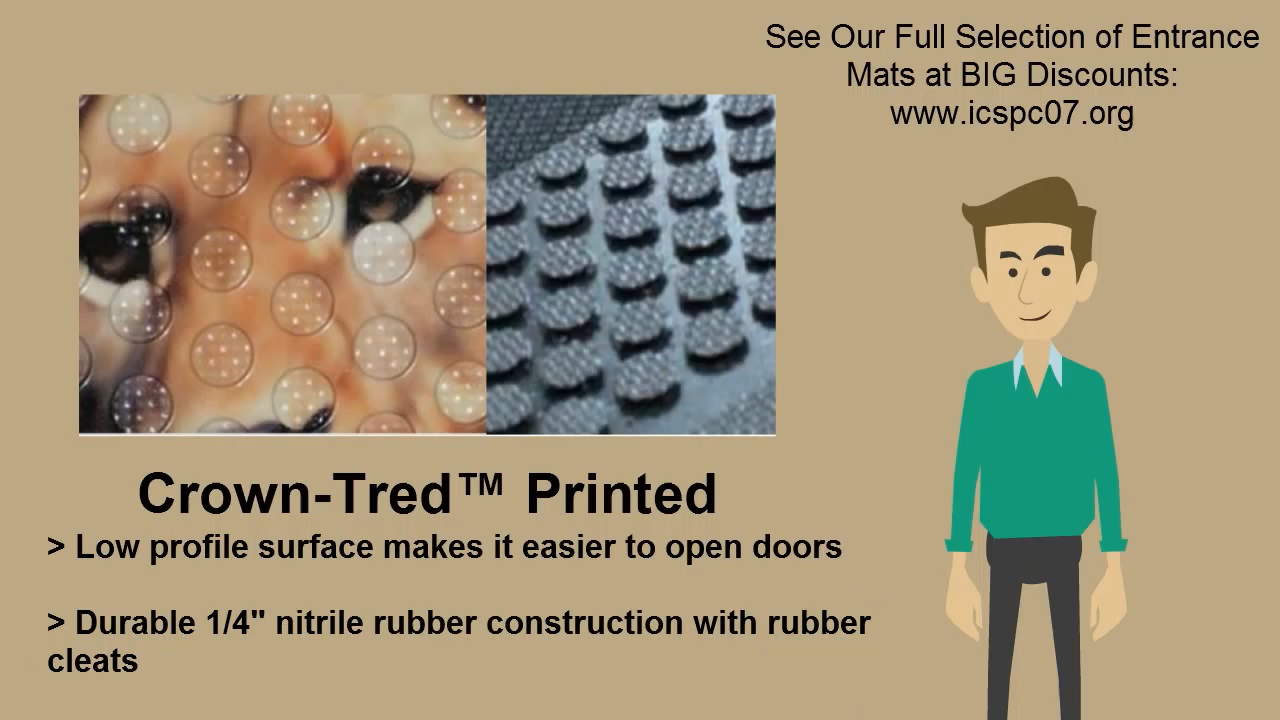 See Our Full Selection of Entrance
Mats at BIG Discounts:
www.icspc07.org
Crown-Tred™ Printed
> Low profile surface makes it easier to open doors
> Durable 1/4" nitrile rubber construction with rubber
cleats